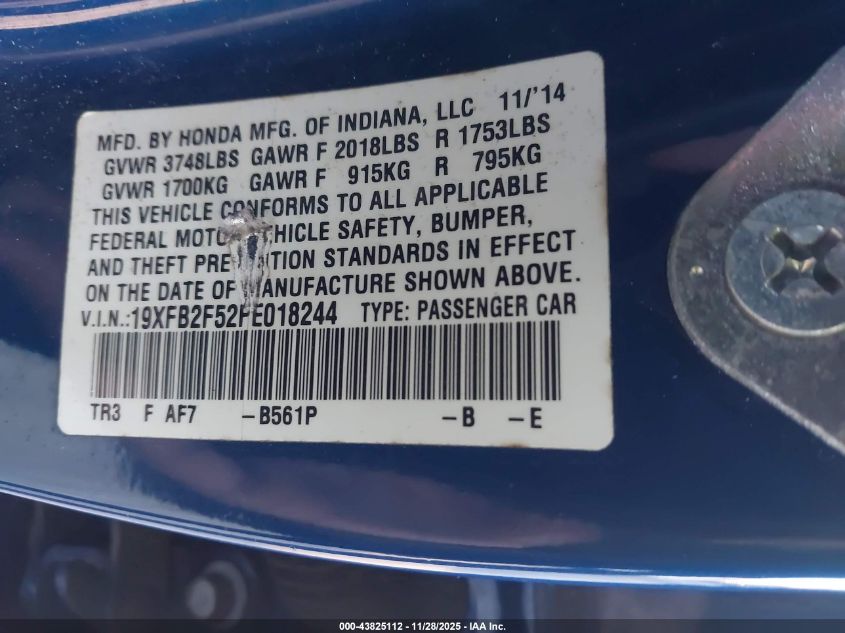 MFD. BY HONDA MFG. OF INDIANA, LLC 11/'14
GVWR 3748LBS GAWR F 2018LBS R 1753LBS
GVWR 1700KG GAWR F 915KG R 795KG
THIS VEHICLE CONFORMS TO ALL APPLICABLE
FEDERAL VEHICLE SAFETY, BUMPER,
AND THEFT STANDARDS IN EFFECT
ON THE DATE OF MANUFACTURE SHOWN ABOVE.
V.I.N.:19XFB2F52FE018244 TYPE: PASSENGER CAR
TR3 F AF7 -B561P -B -E
000-43825112 - 11/28/2025 - IAA, Inc.